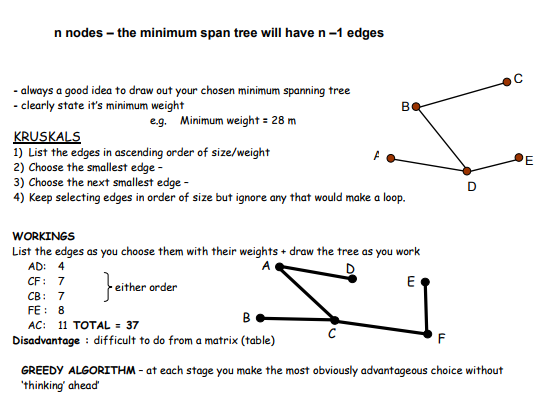 n nodes – the minimum span tree will have n –1 edges
- always a good idea to draw out your chosen minimum spanning tree
- clearly state it's minimum weight
e.g. Minimum weight = 28 m
C
B
A
E
D
KRUSKALS
1) List the edges in ascending order of size/weight
2) Choose the smallest edge –
3) Choose the next smallest edge –
4) Keep selecting edges in order of size but ignore any that would make a loop.
WORKINGS
List the edges as you choose them with their weights + draw the tree as you work
AD: 4
CF: 7
CB: 7
either order
FE: 8
AC: 11 TOTAL = 37
A
D
E
B
C
F
Disadvantage : difficult to do from a matrix (table)
GREEDY ALGORITHM – at each stage you make the most obviously advantageous choice without
'thinking' ahead'